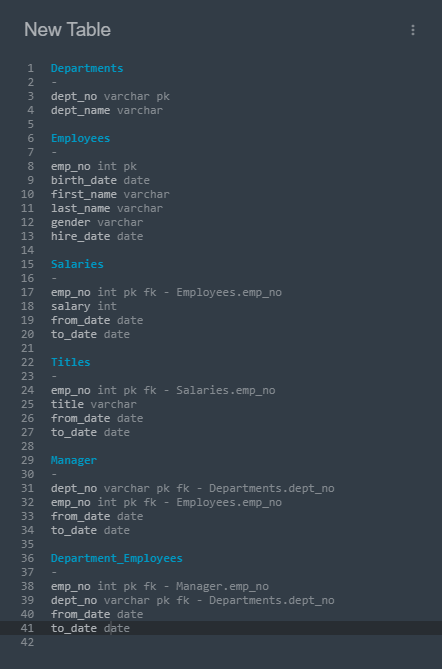 New Table
1 Departments
2 -
3 dept_no varchar pk
4 dept_name varchar
5
6 Employees
7 -
8 emp_no int pk
9 birth_date date
10 first_name varchar
11 last_name varchar
12 gender varchar
13 hire_date date
14
15 Salaries
16 -
17 emp_no int pk fk - Employees.emp_no
18 salary int
19 from_date date
20 to_date date
21
22 Titles
23 -
24 emp_no int pk fk - Salaries.emp_no
25 title varchar
26 from_date date
27 to_date date
28
29 Manager
30 -
31 dept_no varchar pk fk - Departments.dept_no
32 emp_no int pk fk - Employees.emp_no
33 from_date date
34 to_date date
35
36 Department_Employees
37 -
38 emp_no int pk fk - Manager.emp_no
39 dept_no varchar pk fk - Departments.dept_no
40 from_date date
41 to_date date
42